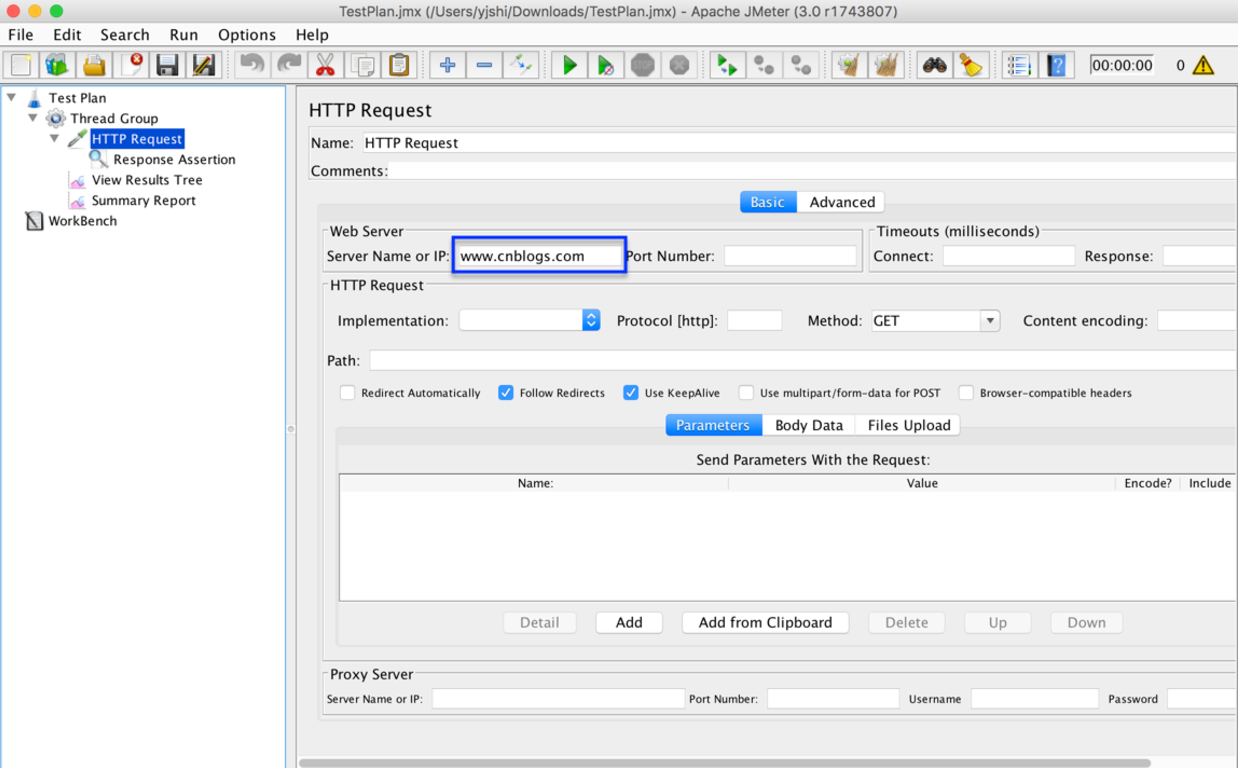 TestPlan.jmx (/Users/yjshi/Downloads/TestPlan.jmx) - Apache JMeter (3.0 r1743807)
File Edit Search Run Options Help
00:00:00 0
Test Plan
Thread Group
HTTP Request
Response Assertion
View Results Tree
Summary Report
WorkBench
HTTP Request
Name: HTTP Request
Comments:
Basic Advanced
Web Server Timeouts (milliseconds)
Server Name or IP: www.cnblogs.com Port Number: Connect: Response:
HTTP Request
Implementation: Protocol [http]: Method: GET Content encoding:
Path:
Redirect Automatically Follow Redirects Use KeepAlive Use multipart/form-data for POST Browser-compatible headers
Parameters Body Data Files Upload
Send Parameters With the Request:
Name: Value Encode? Include
Detail Add Add from Clipboard Delete Up Down
Proxy Server
Server Name or IP: Port Number: Username Password